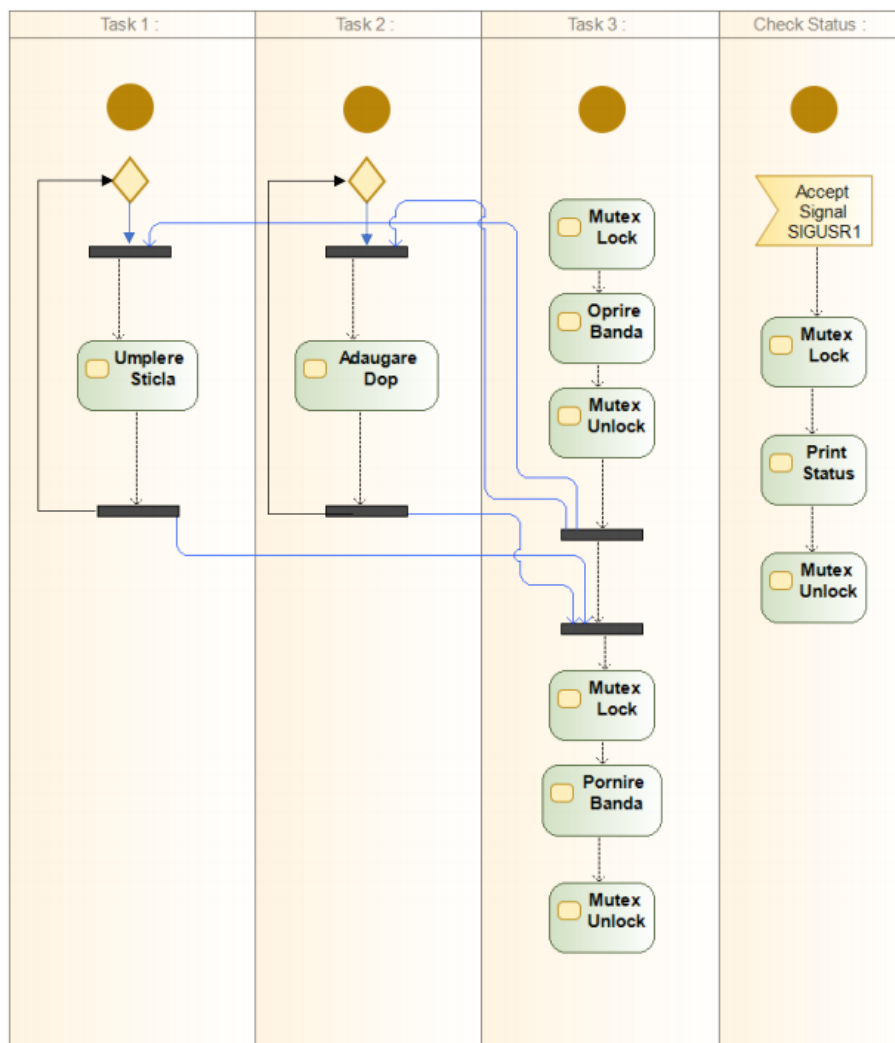 Task 1 :
Task 2 :
Task 3 :
Check Status :
Umplere
Sticla
Adaugare
Dop
Mutex
Lock
Oprire
Banda
Mutex
Unlock
Mutex
Lock
Pornire
Banda
Mutex
Unlock
Accept
Signal
SIGUSR1
Mutex
Lock
Print
Status
Mutex
Unlock